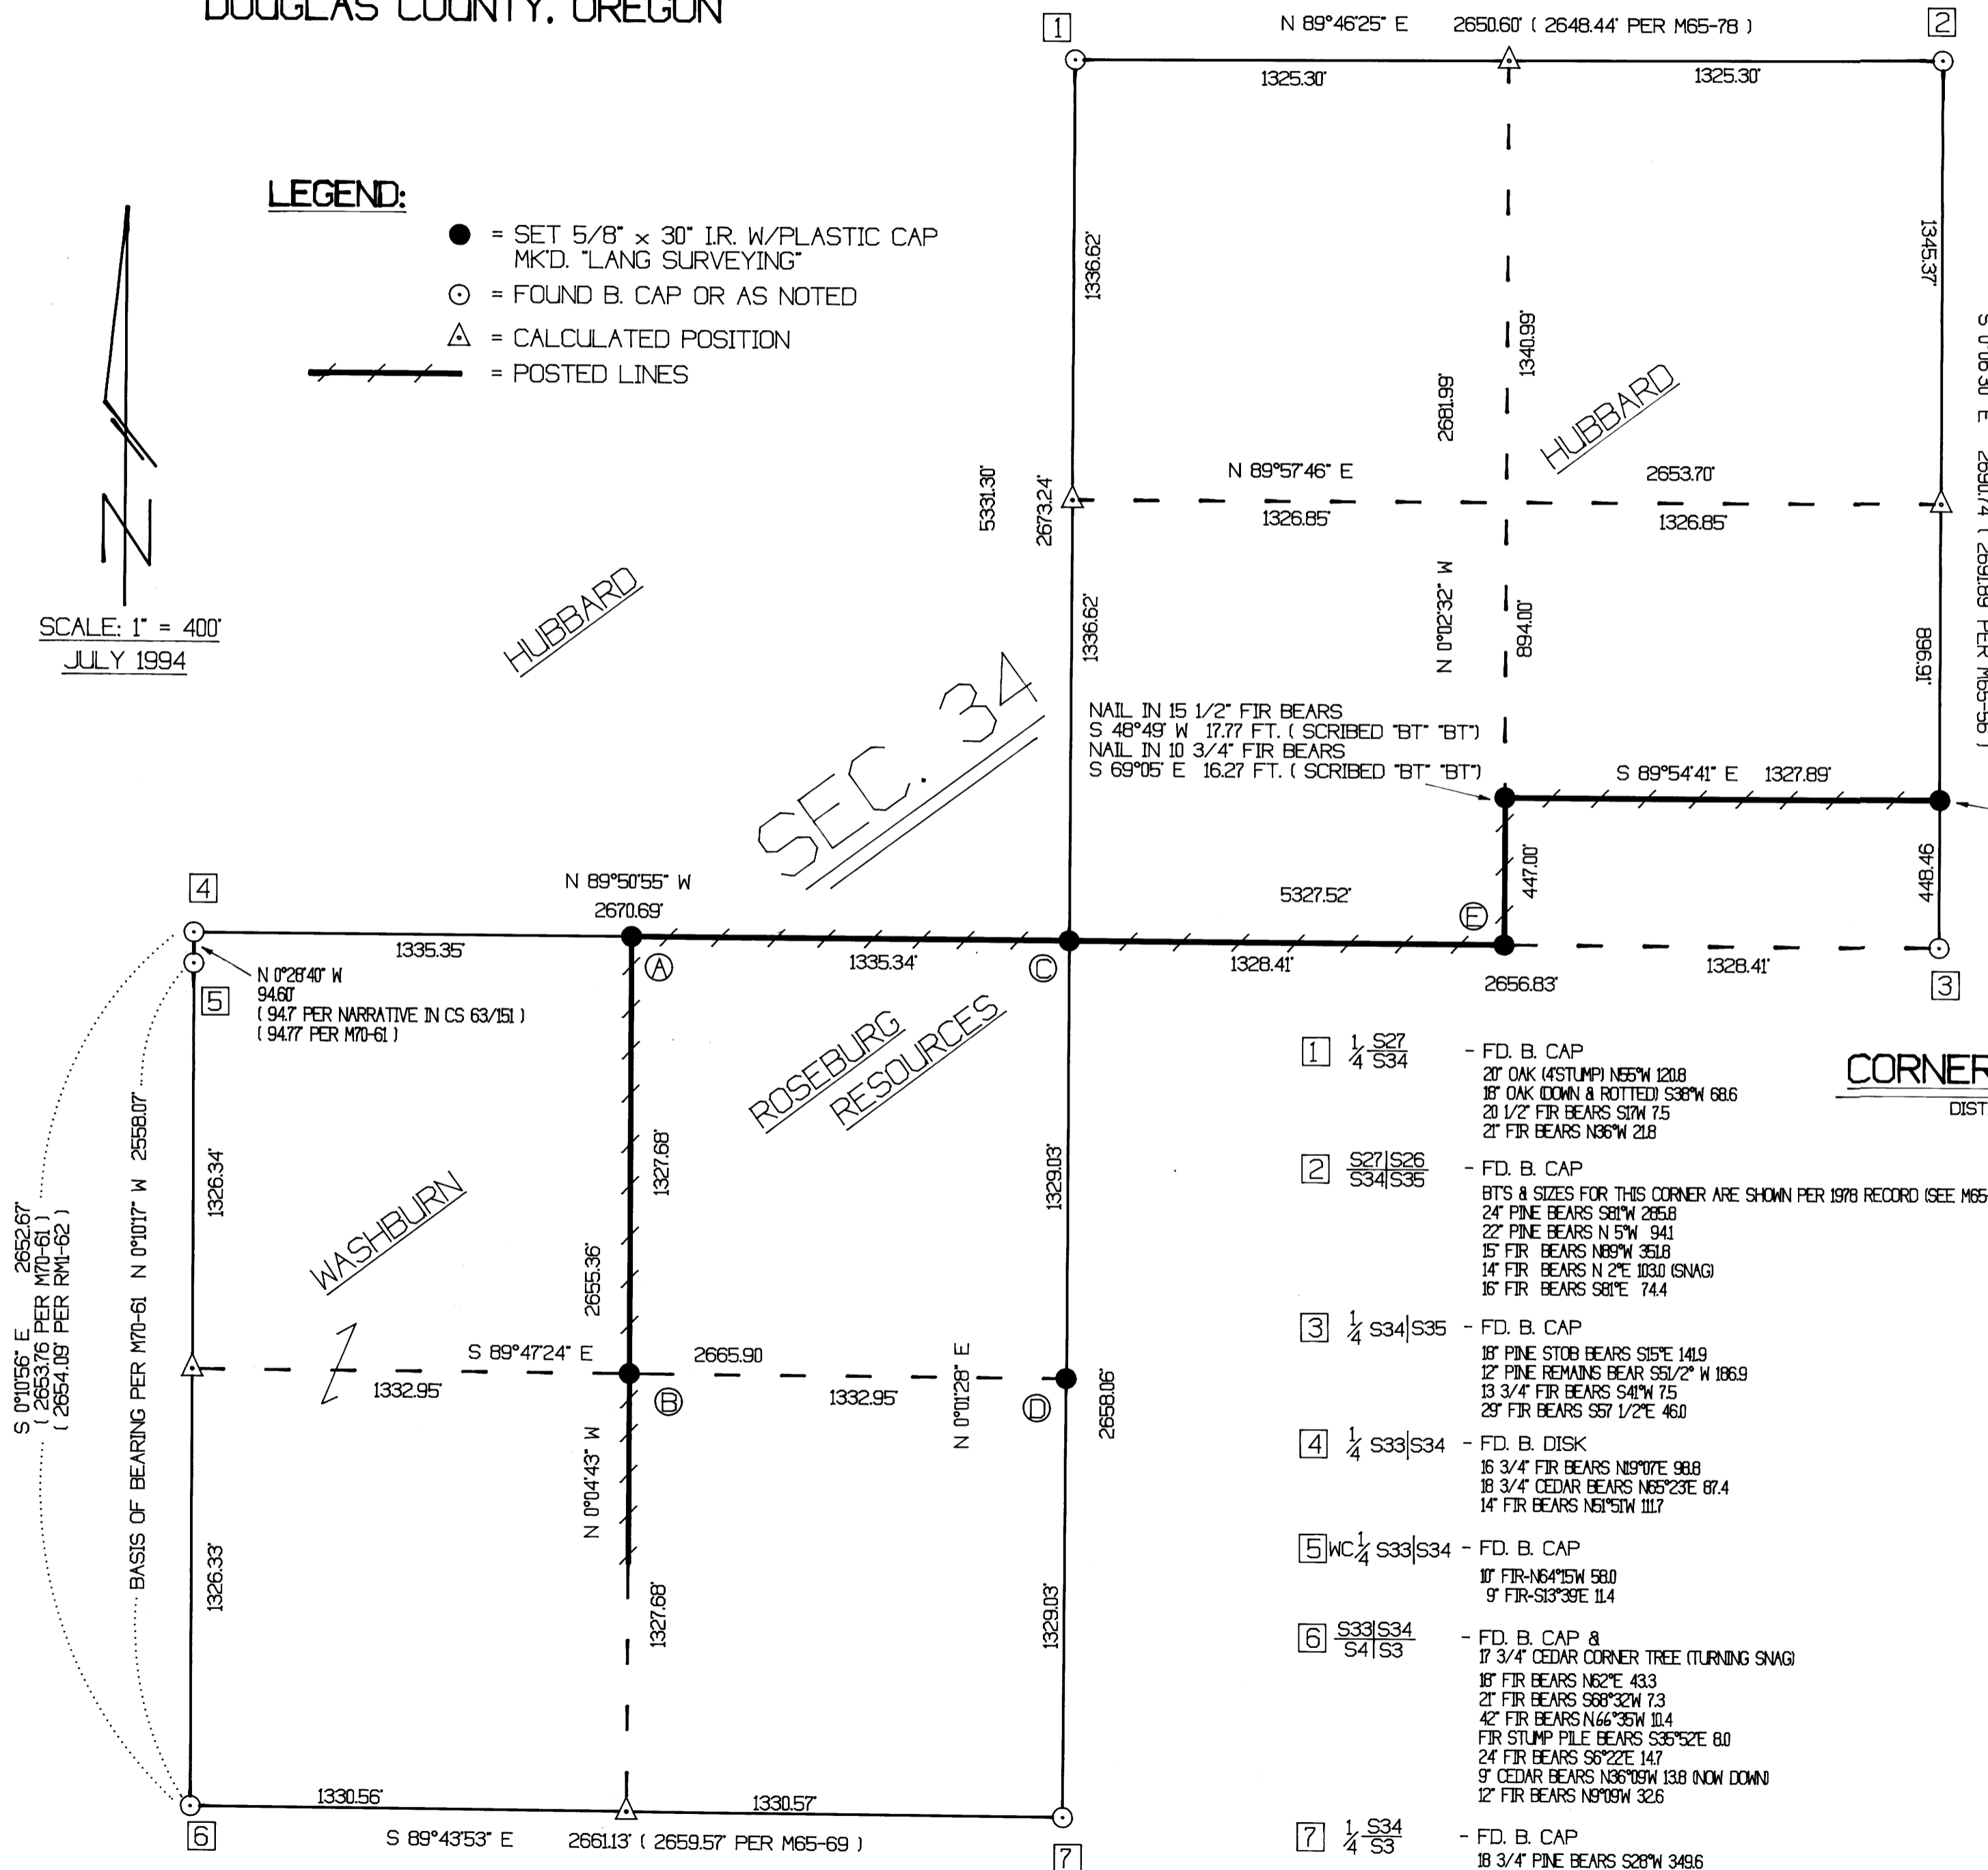 DOUGLAS COUNTY, OREGON
1
N 89°46'25" E 2650.60' ( 2648.44' PER M65-78 )
2
1325.30'
1325.30'
LEGEND:
= SET 5/8" x 30" I.R. W/PLASTIC CAP
MK'D. "LANG SURVEYING"
= FOUND B. CAP OR AS NOTED
= CALCULATED POSITION
= POSTED LINES
N
SCALE: 1" = 400'
JULY 1994
1336.62'
1345.37'
1340.99'
2681.99'
HUBBARD
S 0°06'30" E 2690.74 ( 2691.89 PER M65-56 )
N 89°57'46" E
2653.70'
1326.85'
1326.85'
5331.30'
2673.24'
HUBBARD
1336.62'
N 0°02'32" W
894.00'
896.91'
SEC. 34
NAIL IN 15 1/2" FIR BEARS
S 48°49' W 17.77 FT. ( SCRIBED "BT" "BT")
NAIL IN 10 3/4" FIR BEARS
S 69°05' E 16.27 FT. ( SCRIBED "BT" "BT")
S 89°54'41" E 1327.89'
447.00'
448.46
4
N 89°50'55" W
2670.69'
5327.52'
E
1335.35'
A
1335.34'
C
1328.41'
2656.83'
1328.41'
3
5
N 0°28'40" W
94.60'
( 94.7' PER NARRATIVE IN CS 63/151 )
( 94.77' PER M70-61 )
ROSEBURG
RESOURCES
WASHBURN
1326.34'
1327.68'
1329.03'
S 0°10'56" E 2652.67'
( 2653.76 PER M70-61 )
( 2654.09' PER RM1-62 )
BASIS OF BEARING PER M70-61 N 0°10'17" W 2558.07'
2655.36'
S 89°47'24" E
2665.90
1332.95'
B
1332.95'
D
N 0°01'28" E
2658.06'
N 0°04'43" W
1326.33'
1327.68'
1329.03'
1330.56'
1330.57'
6
S 89°43'53" E 2661.13' ( 2659.57' PER M65-69 )
7
CORNER
DIST
1 1/4 S27
S34
- FD. B. CAP
20" OAK (4'STUMP) N55°W 120.8
18" OAK (DOWN & ROTTED) S38°W 68.6
20 1/2" FIR BEARS S17W 7.5
21" FIR BEARS N36°W 21.8
2 S27|S26
S34|S35
- FD. B. CAP
BT'S & SIZES FOR THIS CORNER ARE SHOWN PER 1978 RECORD (SEE M65-
24" PINE BEARS S81°W 285.8
22" PINE BEARS N 5°W 94.1
15" FIR BEARS N89°W 351.8
14" FIR BEARS N 2°E 103.0 (SNAG)
16" FIR BEARS S81°E 74.4
3 1/4 S34|S35 - FD. B. CAP
18" PINE STOB BEARS S15°E 141.9
12" PINE REMAINS BEAR S51/2° W 186.9
13 3/4" FIR BEARS S41°W 7.5
29" FIR BEARS S57 1/2°E 46.0
4 1/4 S33|S34 - FD. B. DISK
16 3/4" FIR BEARS N19°07'E 98.8
18 3/4" CEDAR BEARS N65°23'E 87.4
14" FIR BEARS N51°51'W 111.7
5 WC 1/4 S33|S34 - FD. B. CAP
10" FIR-N64°15'W 58.0
9" FIR-S13°39'E 11.4
6 S33|S34
S4|S3
- FD. B. CAP &
17 3/4" CEDAR CORNER TREE (TURNING SNAG)
18" FIR BEARS N62°E 43.3
21" FIR BEARS S68°32'W 7.3
42" FIR BEARS N.66°35'W 10.4
FIR STUMP PILE BEARS S35°52'E 8.0
24" FIR BEARS S6°22'E 14.7
9" CEDAR BEARS N36°09'W 13.8 (NOW DOWN)
12" FIR BEARS N9°09'W 32.6
7 1/4 S34
S3
- FD. B. CAP
18 3/4" PINE BEARS S28°W 349.6